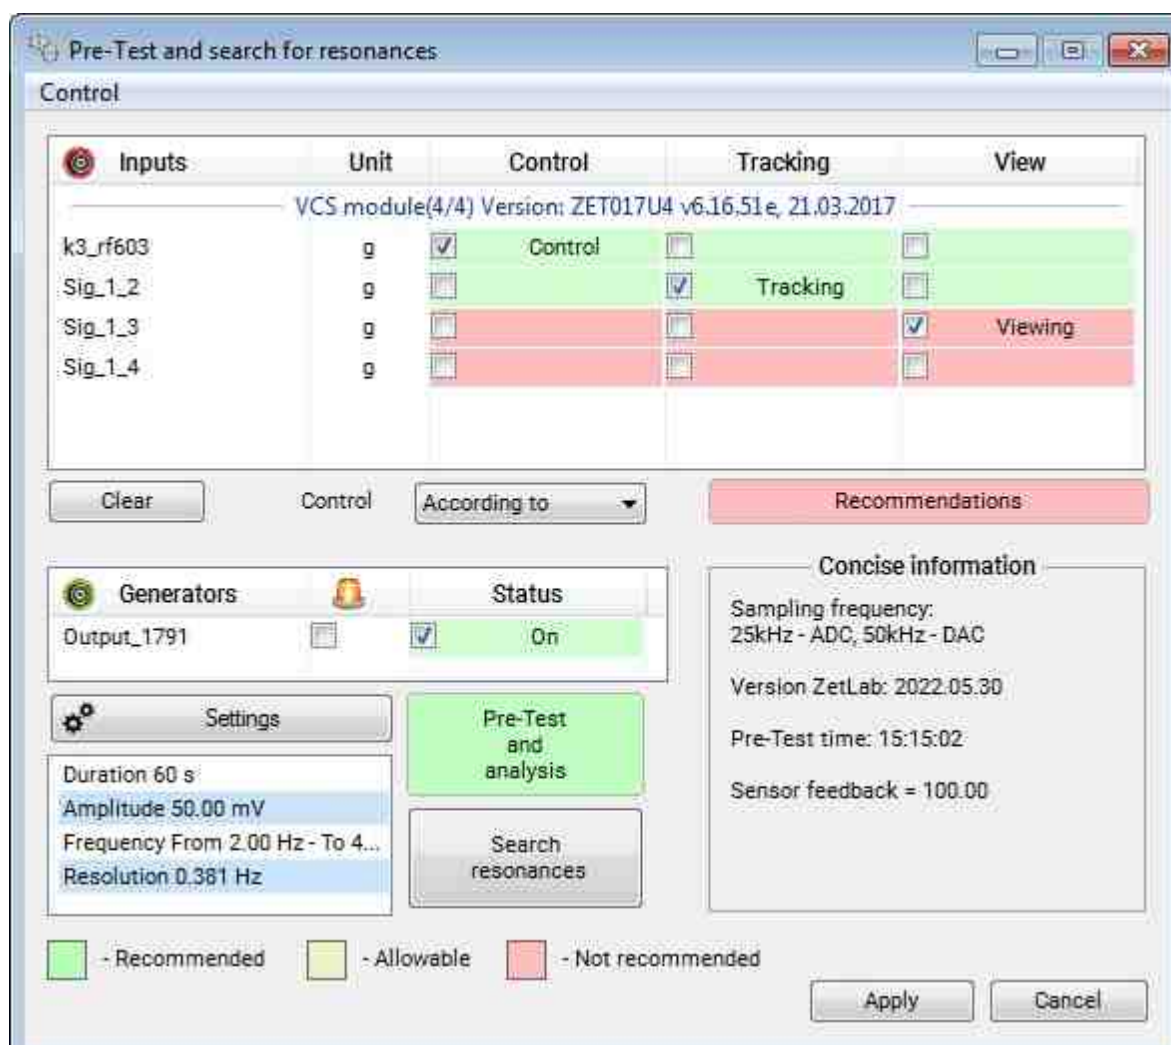 Pre-Test and search for resonances
Control
Inputs Unit Control Tracking View
VCS module(4/4) Version: ZET017U4 v6.16.51e, 21.03.2017
k3_rf603 g Control
Sig_1_2 g Tracking
Sig_1_3 g Viewing
Sig_1_4 g
Clear Control According to Recommendations
Generators Status
Output_1791 On
Settings
Duration 60 s
Amplitude 50.00 mV
Frequency From 2.00 Hz - To 4...
Resolution 0.381 Hz
Pre-Test
and
analysis
Search
resonances
Concise information
Sampling frequency:
25kHz - ADC, 50kHz - DAC
Version ZetLab: 2022.05.30
Pre-Test time: 15:15:02
Sensor feedback = 100.00
- Recommended - Allowable - Not recommended
Apply Cancel